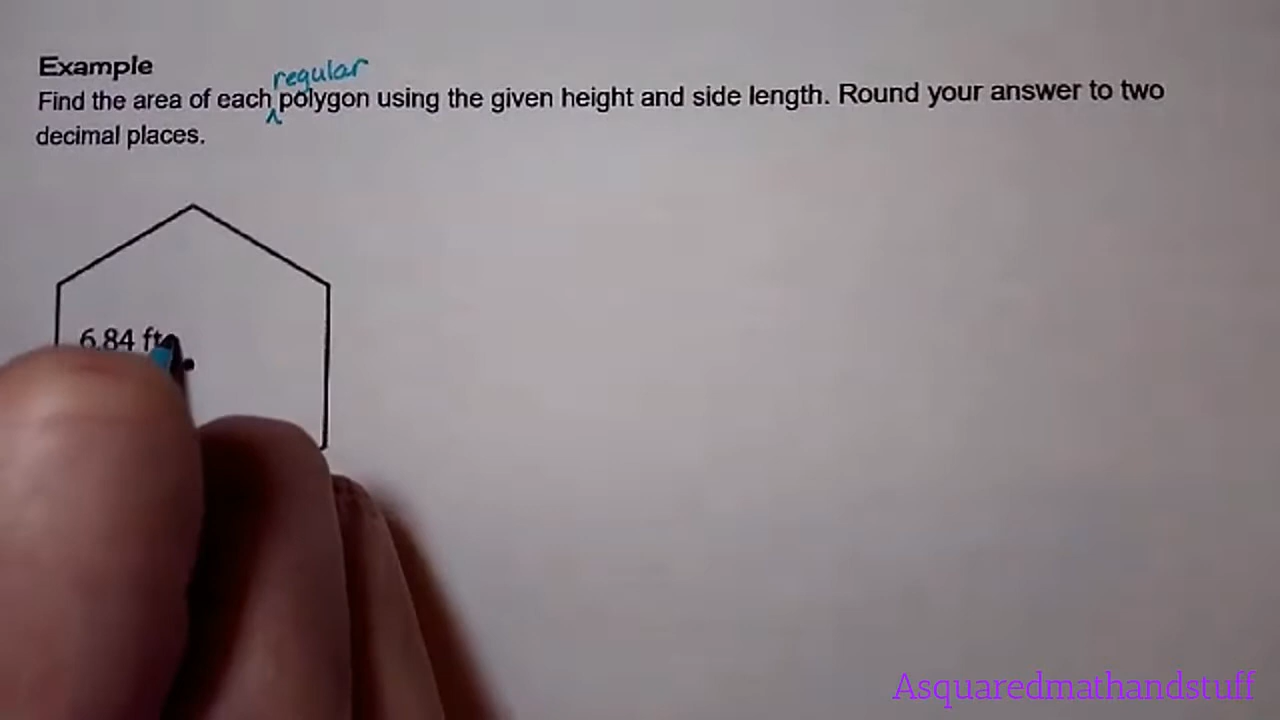 Example
regular
Find the area of each polygon using the given height and side length. Round your answer to two
decimal places.
6.84 ft
Asquaredmathandstuff